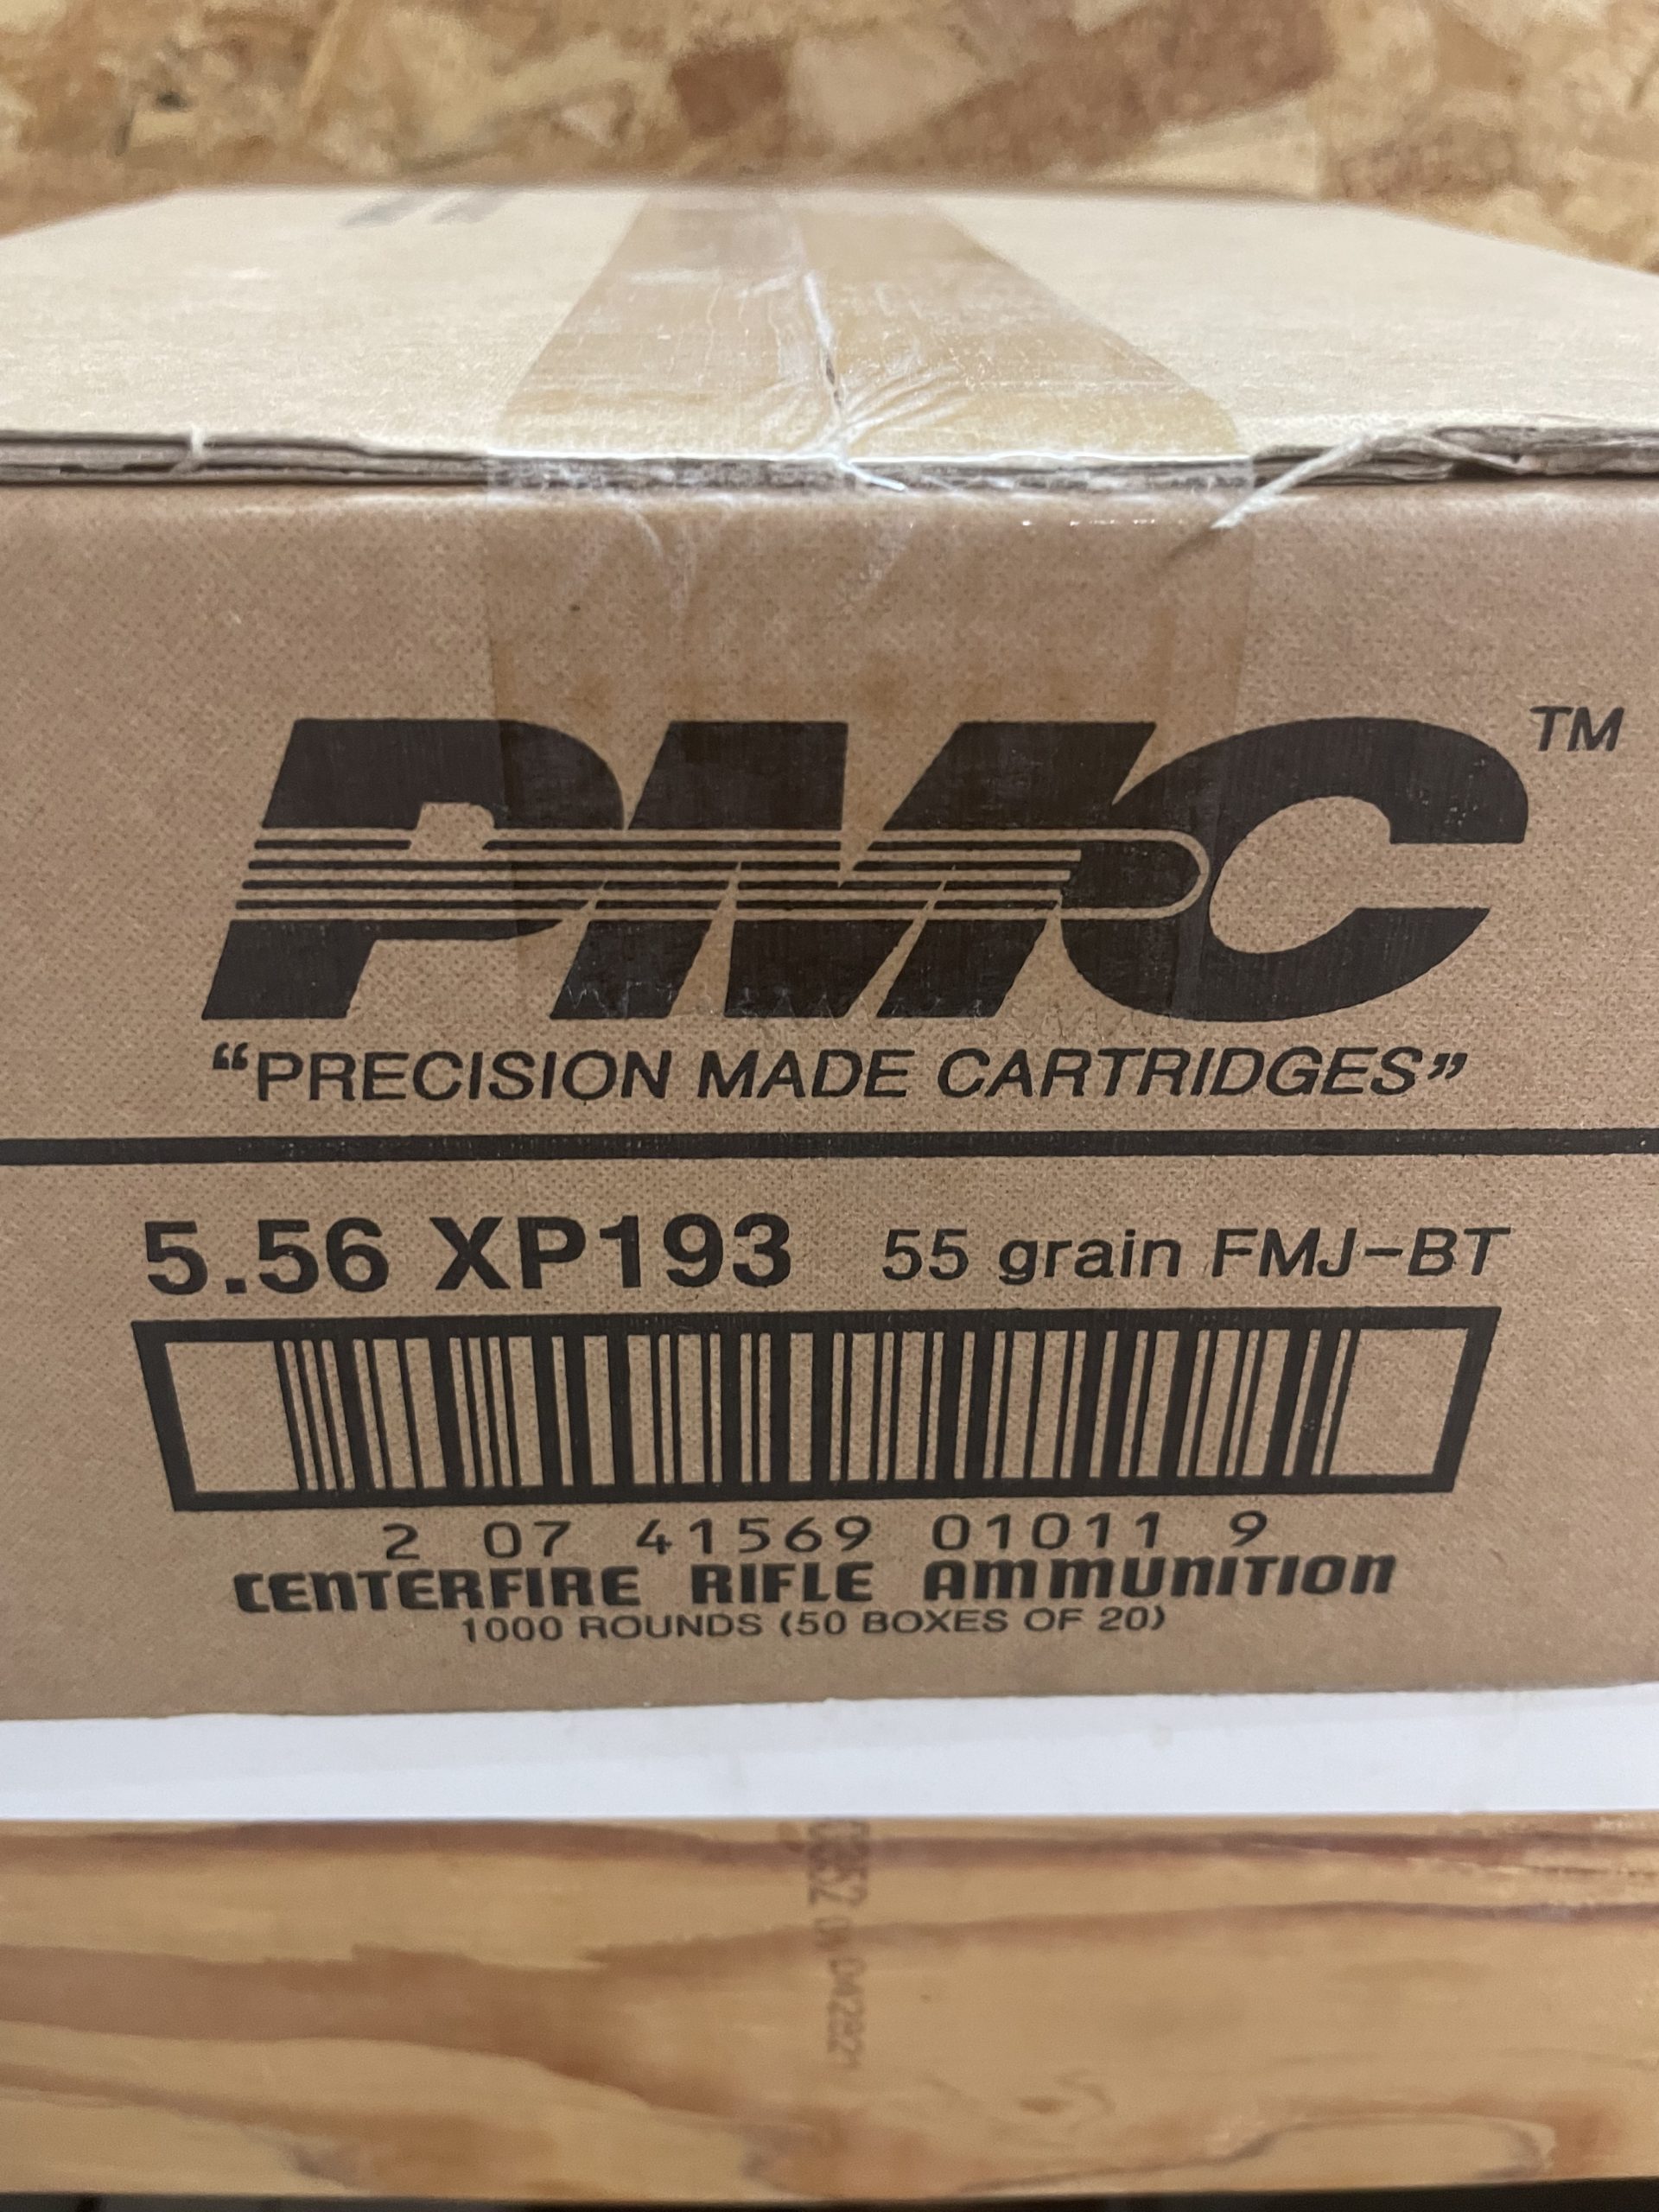 PMC™
“PRECISION MADE CARTRIDGES”
5.56 XP193 55 grain FMJ-BT
2 07 41569 01011 9
CENTERFIRE RIFLE AMMUNITION
1000 ROUNDS (50 BOXES OF 20)